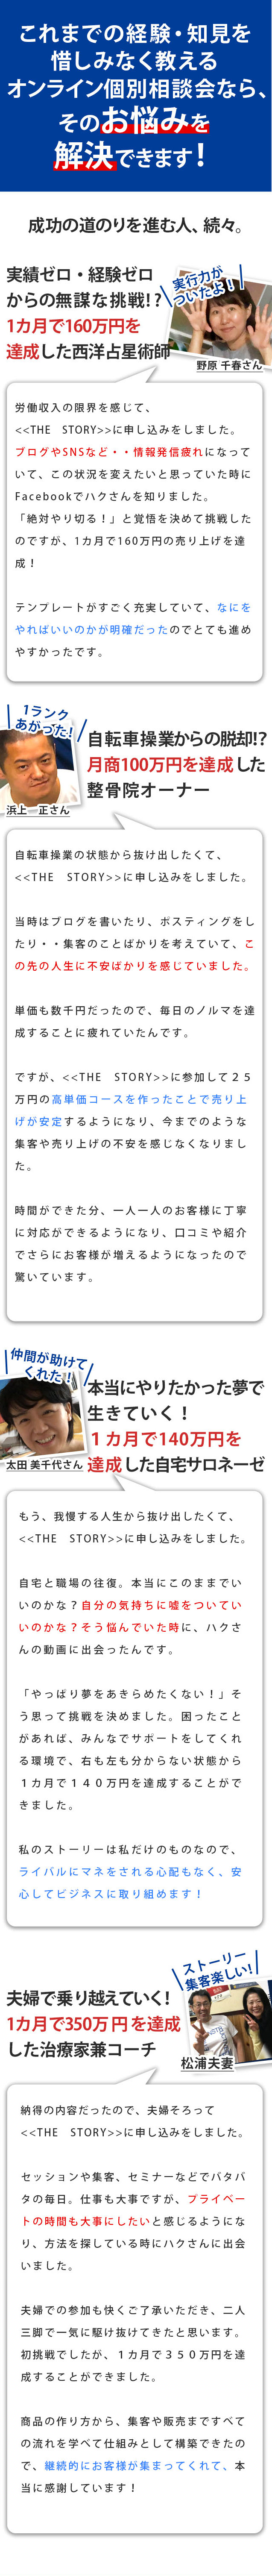 これまでの経験・知見を
惜しみなく教える
オンライン個別相談会なら、
そのお悩みを
解決できます！
成功の道のりを進む人、続々。
実績ゼロ・経験ゼロ
からの無謀な挑戦!？
1カ月で160万円を
達成した西洋占星術師
実行力が
ついたよ！
野原 千春さん
労働収入の限界を感じて、
<<THE　STORY>>に申し込みをしました。
ブログやSNSなど・・情報発信疲れになって
いて、この状況を変えたいと思っていた時に
Facebookでハクさんを知りました。
「絶対やり切る！」と覚悟を決めて挑戦した
のですが、1カ月で160万円の売り上げを達
成！
テンプレートがすごく充実していて、なにを
やればいいのかが明確だったのでとても進め
やすかったです。
1ランク
あがった!
浜上　正さん
自転車操業からの脱却!?
月商100万円を達成した
整骨院オーナー
自転車操業の状態から抜け出したくて、
<<THE　STORY>>に申し込みをしました。
当時はブログを書いたり、ポスティングをし
たり・・集客のことばかりを考えていて、こ
の先の人生に不安ばかりを感じていました。
単価も数千円だったので、毎日のノルマを達
成することに疲れていたんです。
ですが、<<THE　STORY>>に参加して２５
万円の高単価コースを作ったことで売り上
げが安定するようになり、今までのような
集客や売り上げの不安を感じなくなりまし
た。
時間ができた分、一人一人のお客様に丁寧
に対応ができるようになり、口コミや紹介
でさらにお客様が増えるようになったので
驚いています。
仲間が助けて
くれた！
太田 美千代さん
本当にやりたかった夢で
生きていく！
１カ月で140万円を
達成した自宅サロネーゼ
もう、我慢する人生から抜け出したくて、
<<THE　STORY>>に申し込みをしました。
自宅と職場の往復。本当にこのままでい
いのかな？自分の気持ちに嘘をついてい
いのかな？そう悩んでいた時に、ハクさ
んの動画に出会ったんです。
「やっぱり夢をあきらめたくない！」そ
う思って挑戦を決めました。困ったこと
があれば、みんなでサポートをしてくれ
る環境で、右も左も分からない状態から
１カ月で１４０万円を達成することがで
きました。
私のストーリーは私だけのものなので、
ライバルにマネをされる心配もなく、安
心してビジネスに取り組めます！
夫婦で乗り越えていく！
1カ月で350万円を達成
した治療家兼コーチ
ストーリー
集客楽しい!
松浦夫妻
納得の内容だったので、夫婦そろって
<<THE　STORY>>に申し込みをしました。
セッションや集客、セミナーなどでバタバ
タの毎日。仕事も大事ですが、プライベー
トの時間も大事にしたいと感じるようにな
り、方法を探している時にハクさんに出会
いました。
夫婦での参加も快くご了承いただき、二人
三脚で一気に駆け抜けてきたと思います。
初挑戦でしたが、１カ月で３５０万円を達
成することができました。
商品の作り方から、集客や販売まですべて
の流れを学べて仕組みとして構築できたの
で、継続的にお客様が集まってくれて、本
当に感謝しています！